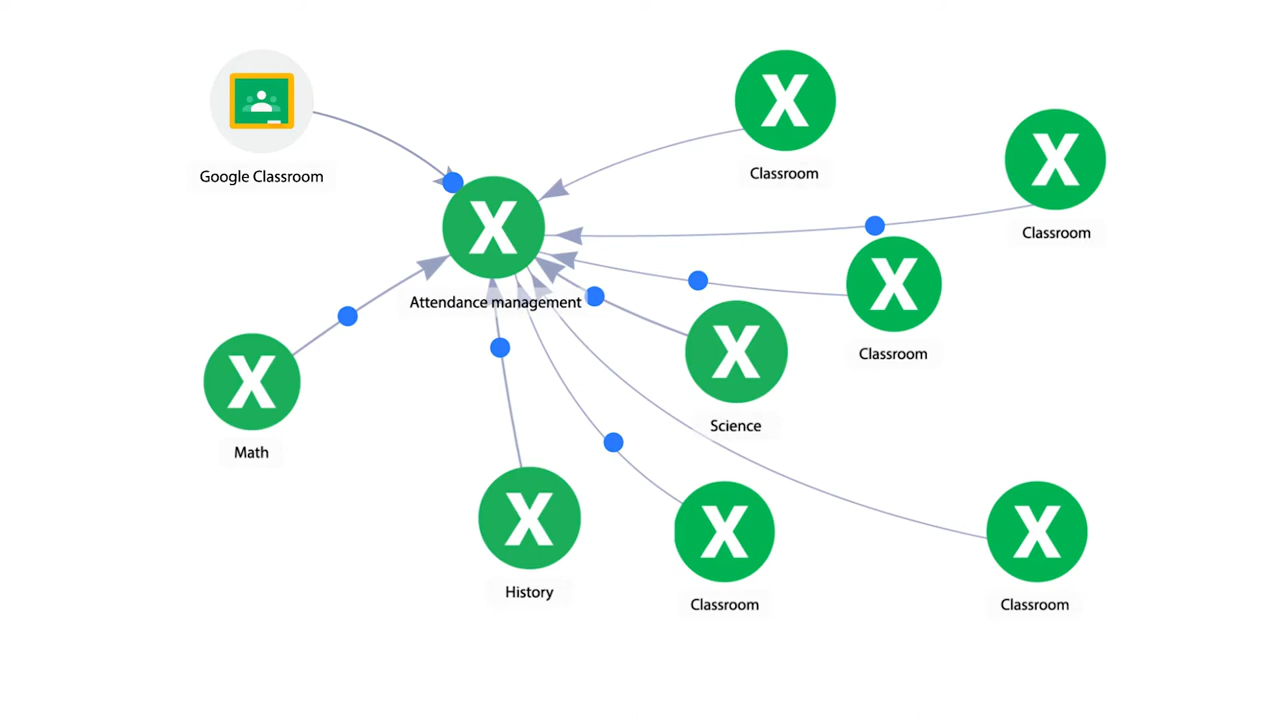 Google Classroom
Classroom
Classroom
Attendance management
Classroom
Science
Math
History
Classroom
Classroom